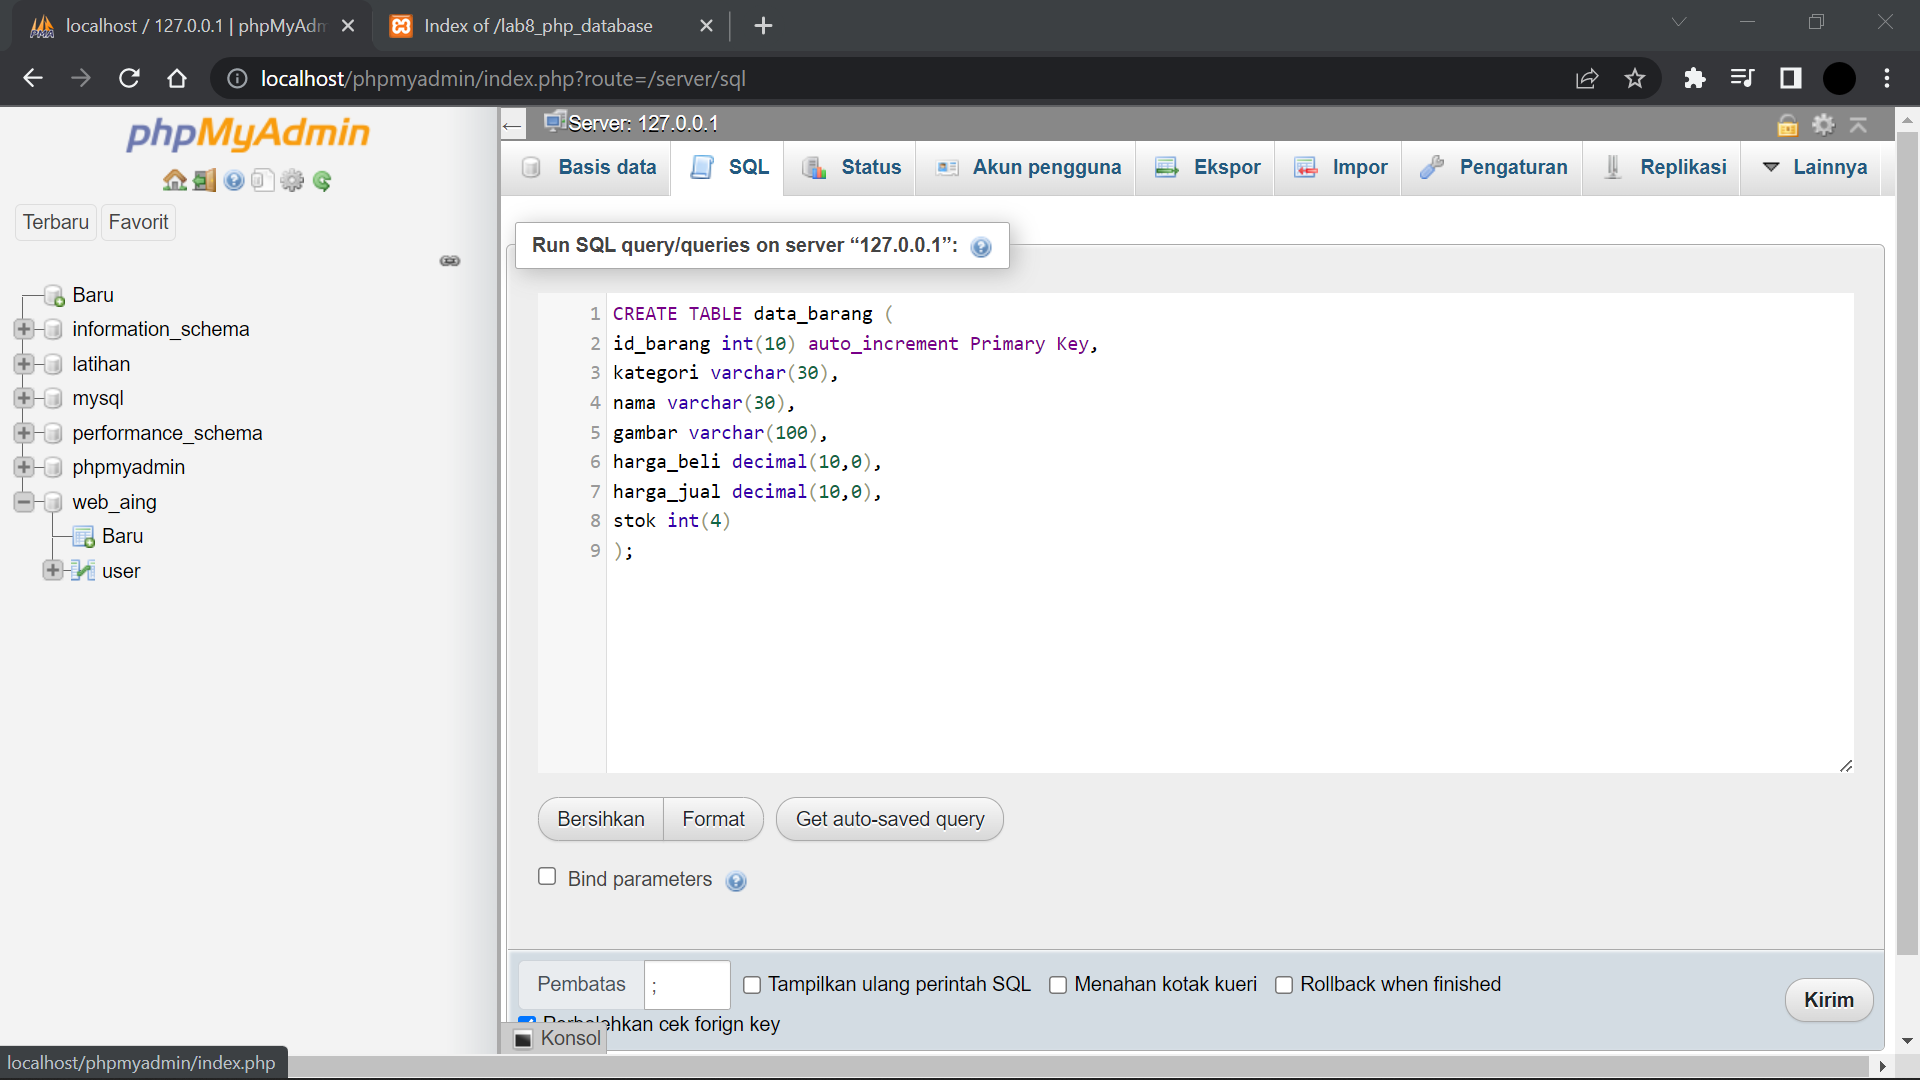 localhost / 127.0.0.1 | phpMyAdm
Index of /lab8_php_database
localhost/phpmyadmin/index.php?route=/server/sql
phpMyAdmin
Terbaru
Favorit
Baru
information_schema
latihan
mysql
performance_schema
phpmyadmin
web_aing
Baru
user
Server: 127.0.0.1
Basis data
SQL
Status
Akun pengguna
Ekspor
Impor
Pengaturan
Replikasi
Lainnya
Run SQL query/queries on server “127.0.0.1”:
1 CREATE TABLE data_barang (
2 id_barang int(10) auto_increment Primary Key,
3 kategori varchar(30),
4 nama varchar(30),
5 gambar varchar(100),
6 harga_beli decimal(10,0),
7 harga_jual decimal(10,0),
8 stok int(4)
9 );
Bersihkan
Format
Get auto-saved query
Bind parameters
Pembatas ;
Tampilkan ulang perintah SQL
Menahan kotak kueri
Rollback when finished
Perbolehkan cek forign key
Kirim
Konsol
localhost/phpmyadmin/index.php